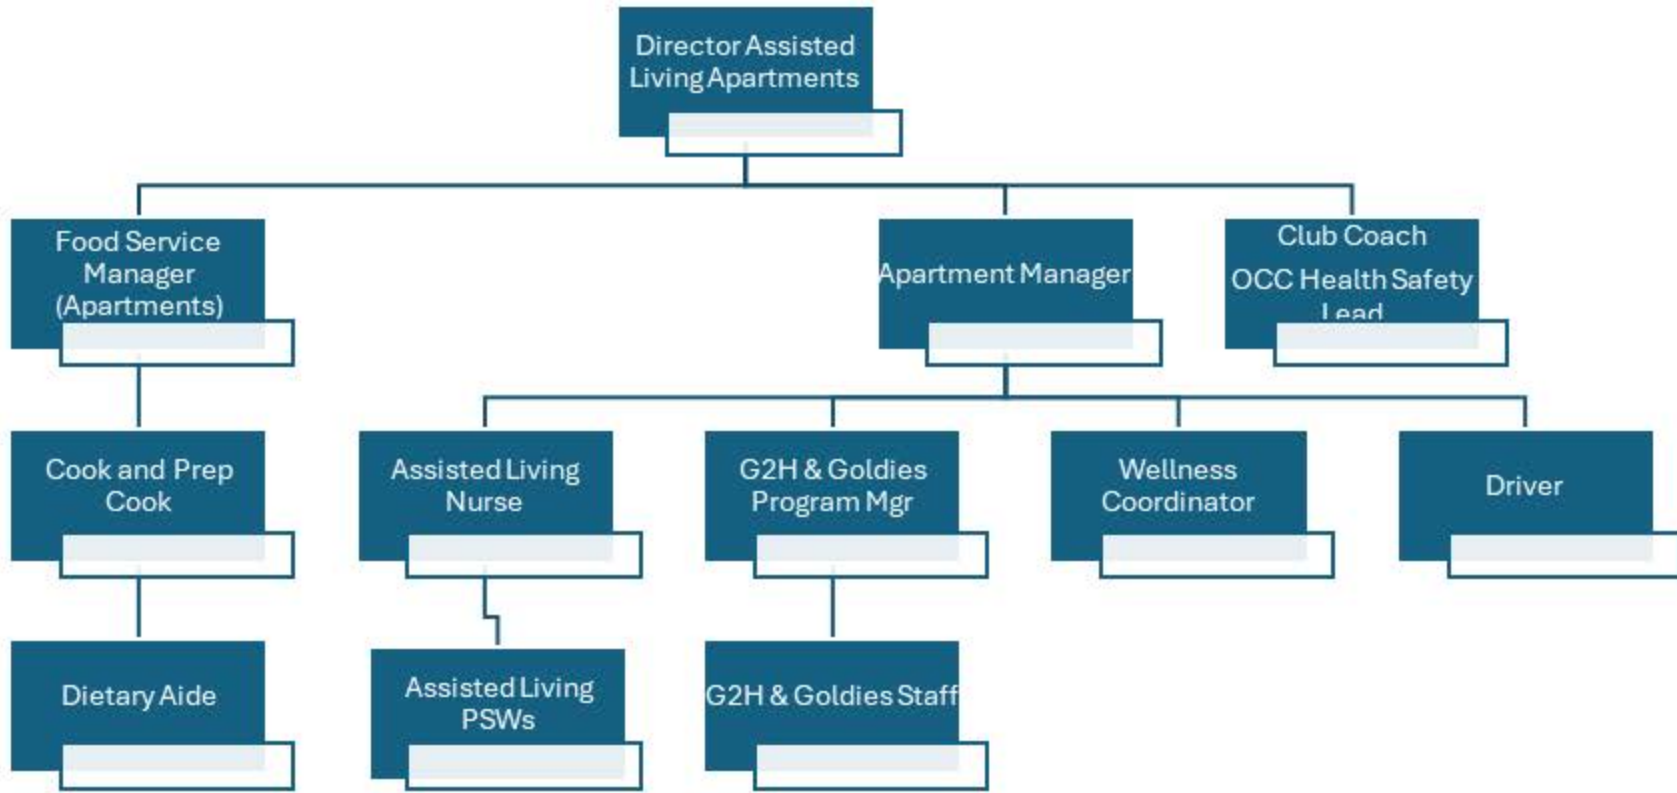 Director Assisted
Living Apartments
Food Service
Manager
(Apartments)
Apartment Manager
Club Coach
OCC Health Safety
Lead
Cook and Prep
Cook
Assisted Living
Nurse
G2H & Goldies
Program Mgr
Wellness
Coordinator
Driver
Dietary Aide
Assisted Living
PSWs
G2H & Goldies Staff